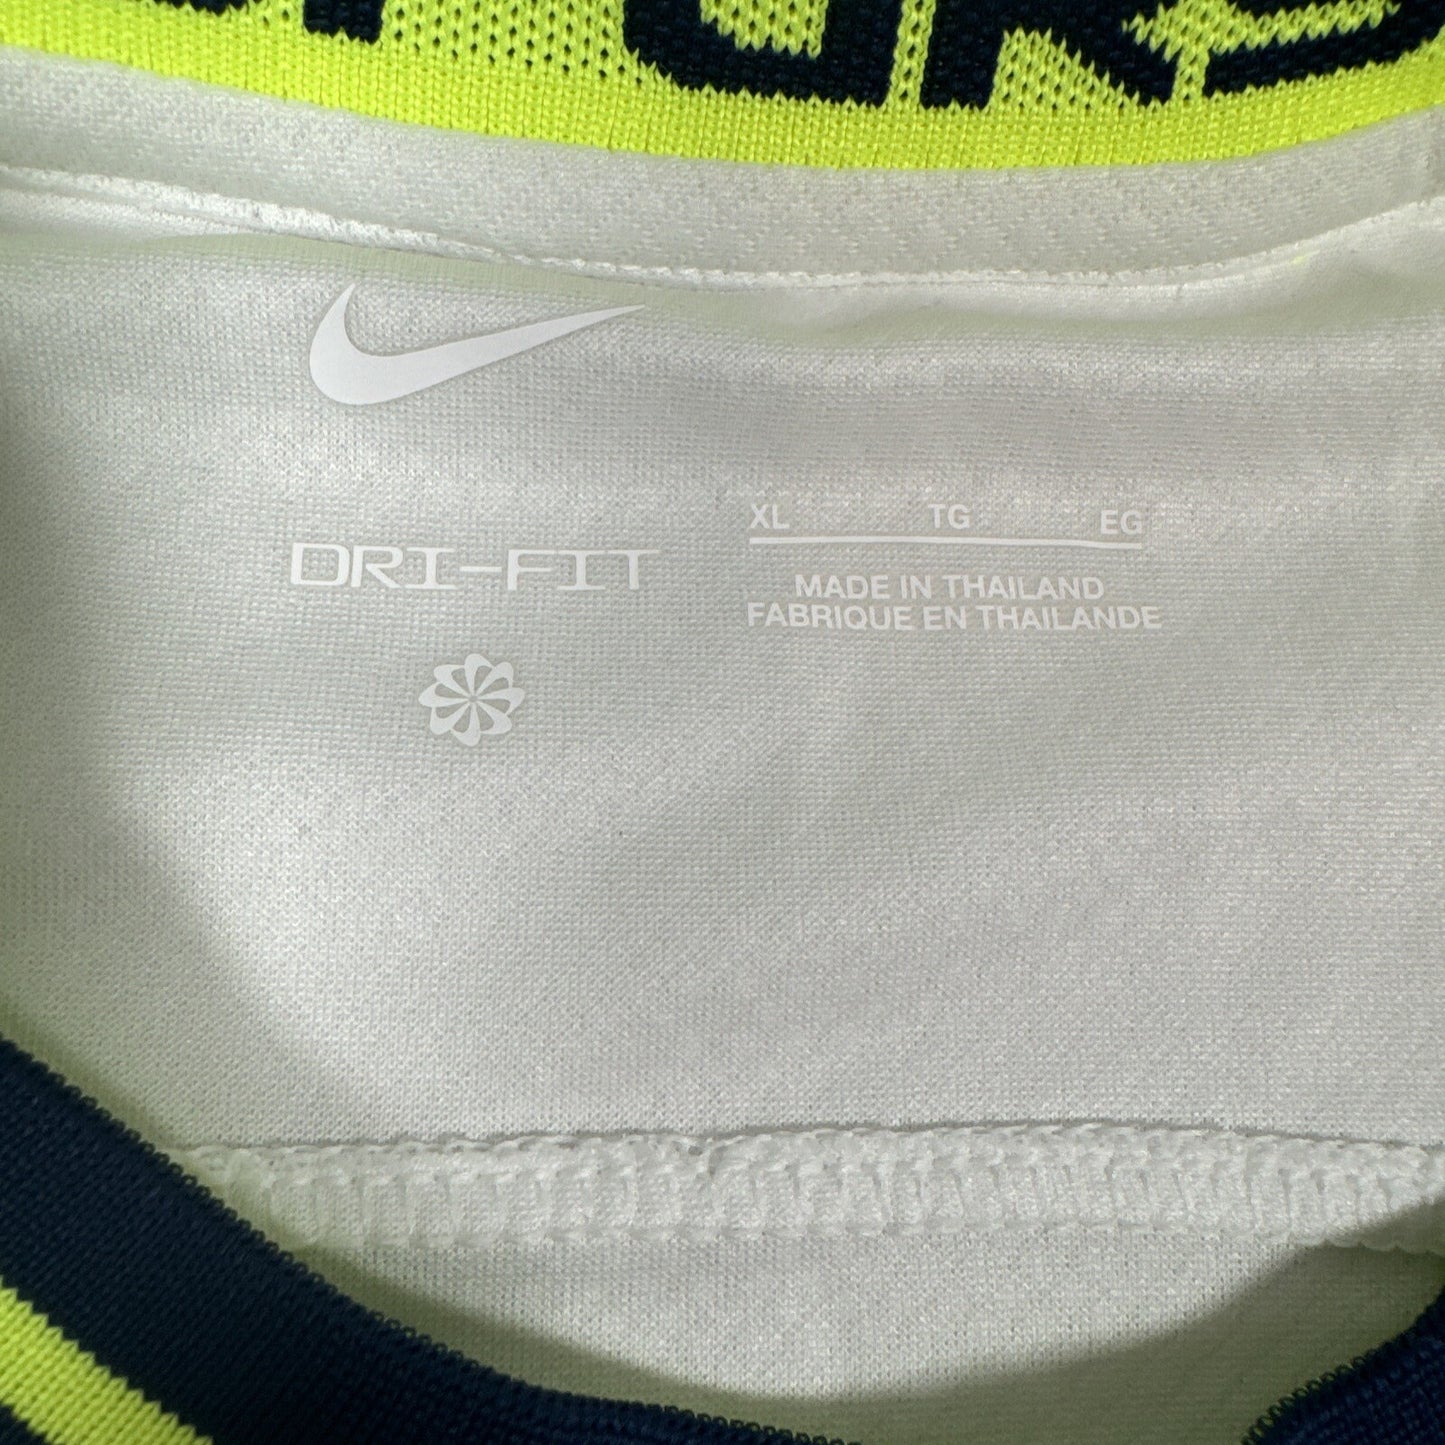 XL TG EG
DRI-FIT
MADE IN THAILAND
FABRIQUE EN THAILANDE